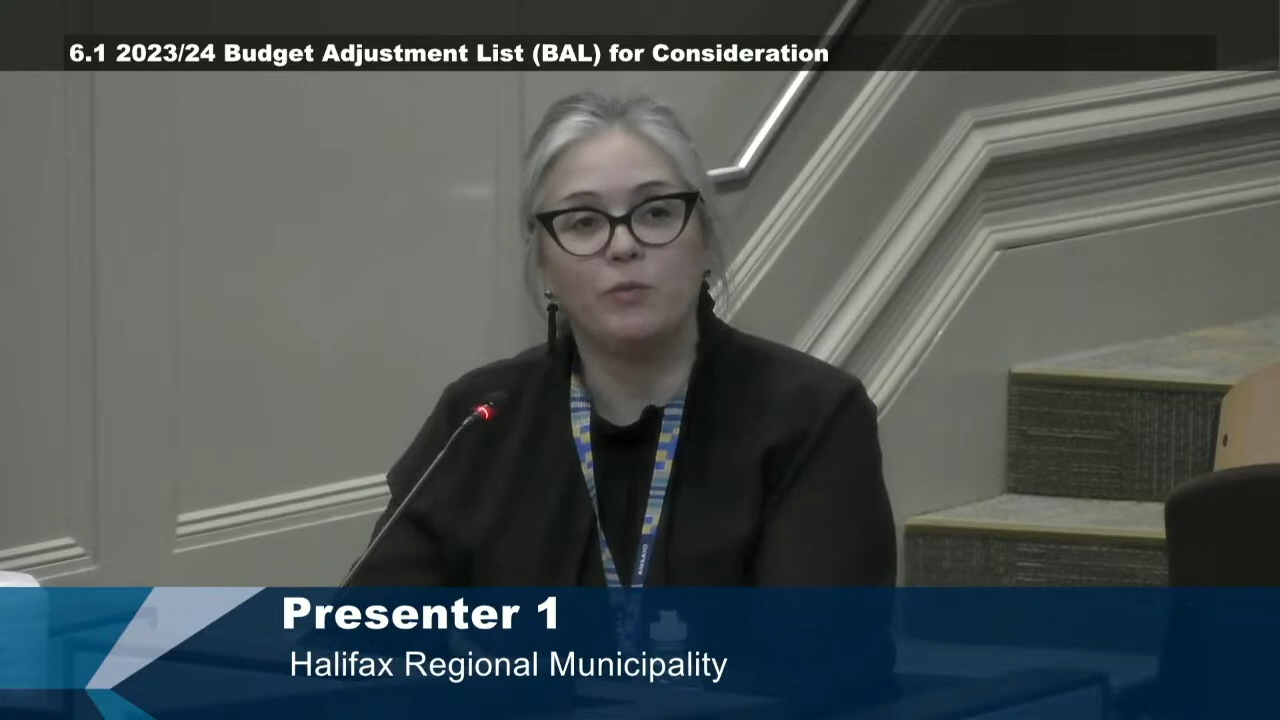 6.1 2023/24 Budget Adjustment List (BAL) for Consideration
Presenter 1
Halifax Regional Municipality